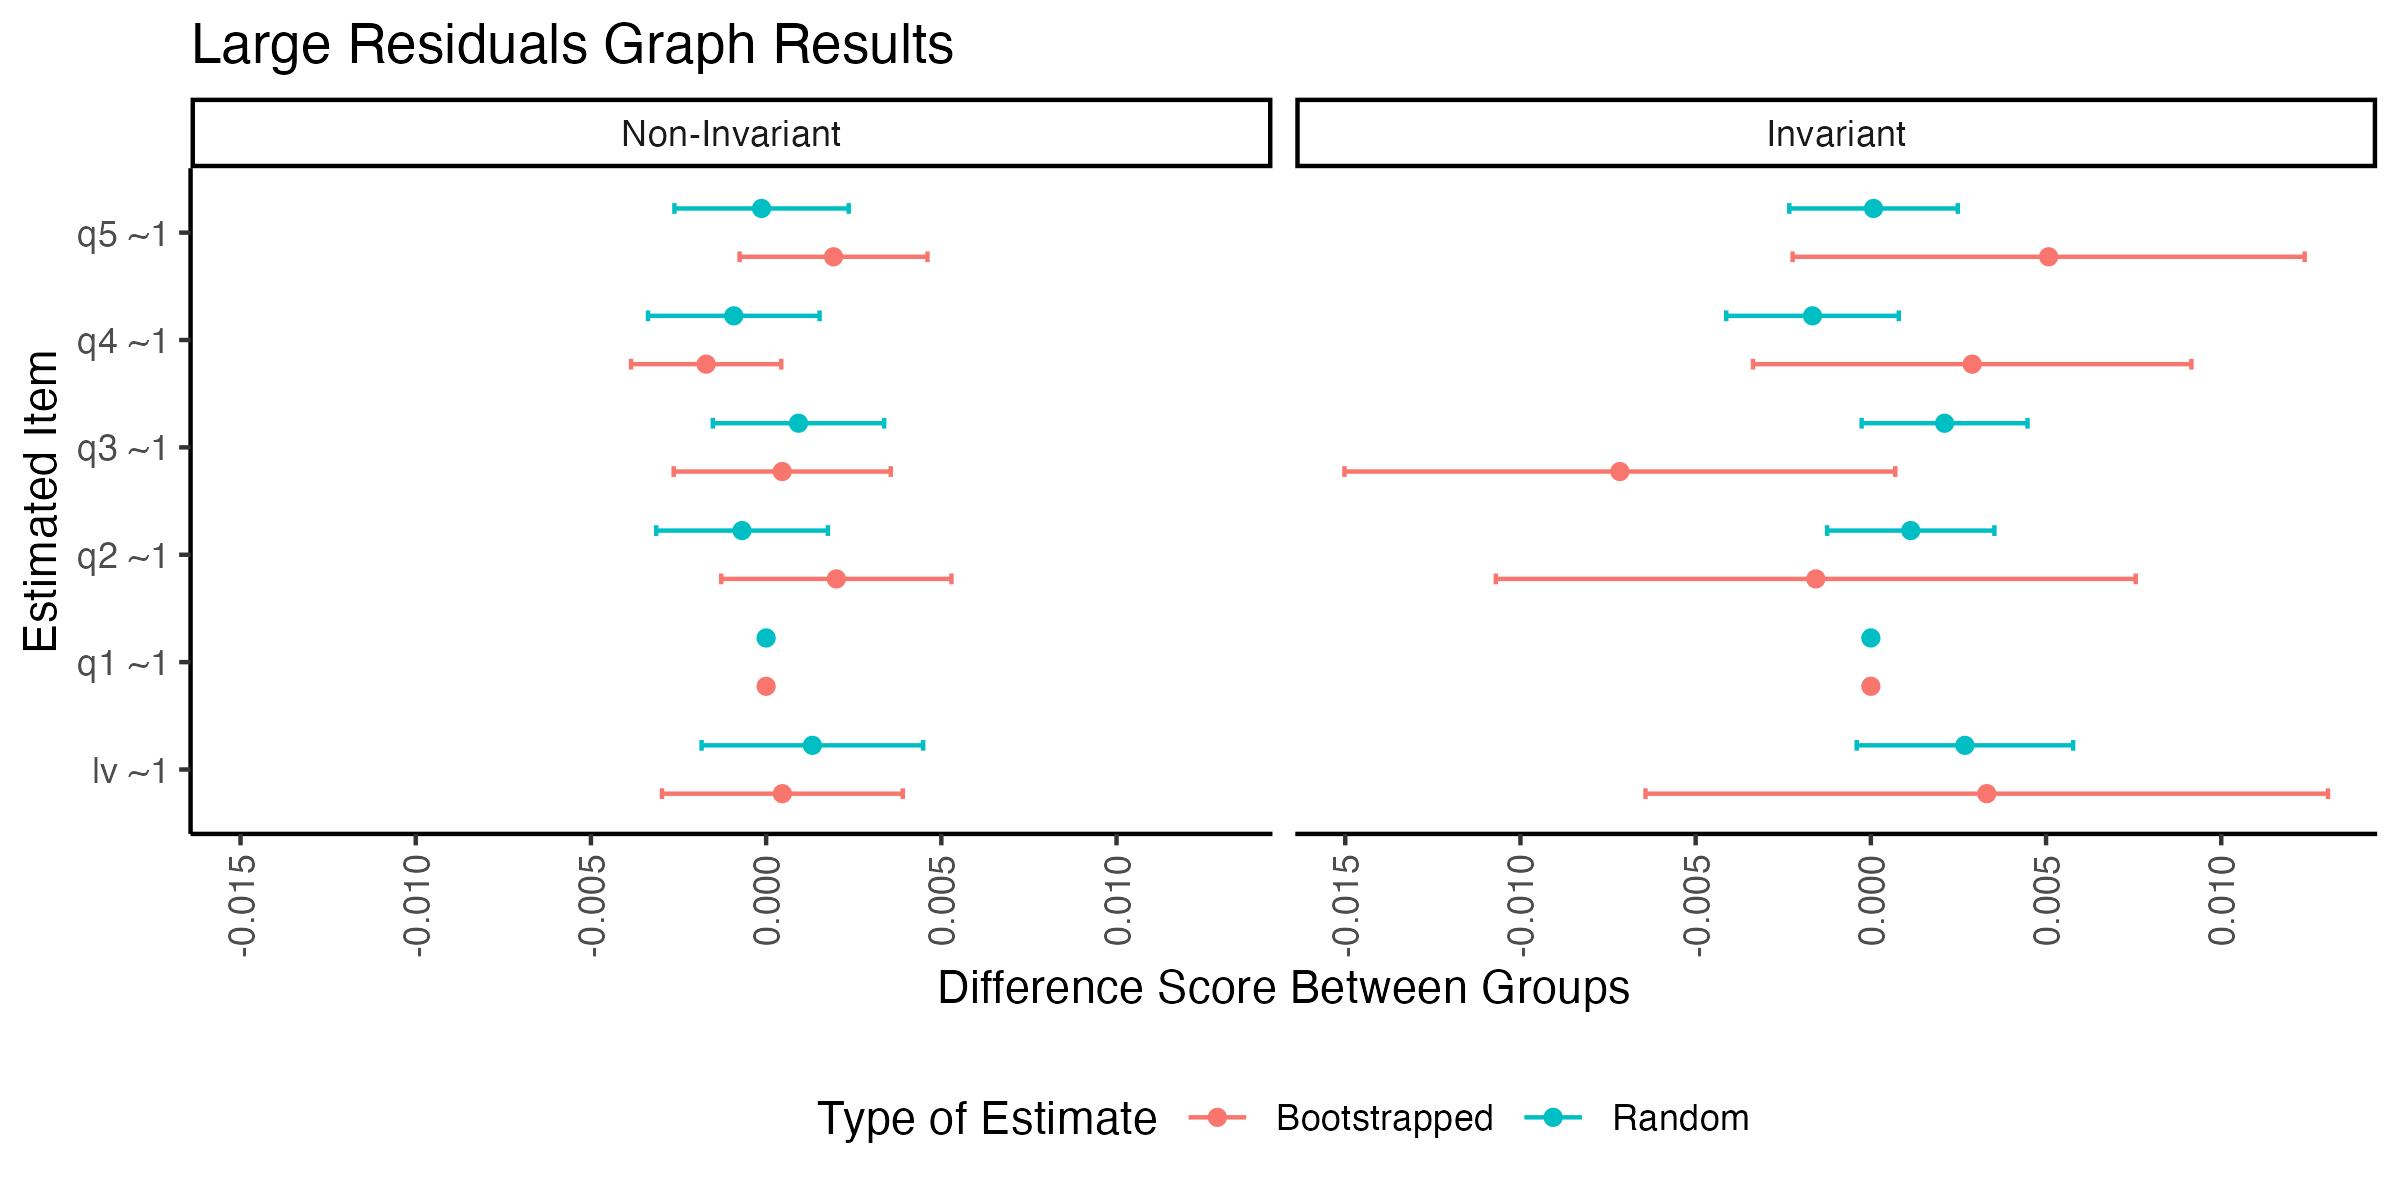 Large Residuals Graph Results
Non-Invariant
Invariant
Estimated Item
q5 ~1
q4 ~1
q3 ~1
q2 ~1
q1 ~1
lv ~1
-0.015
-0.010
-0.005
0.000
0.005
0.010
-0.015
-0.010
-0.005
0.000
0.005
0.010
Difference Score Between Groups
Type of Estimate Bootstrapped Random